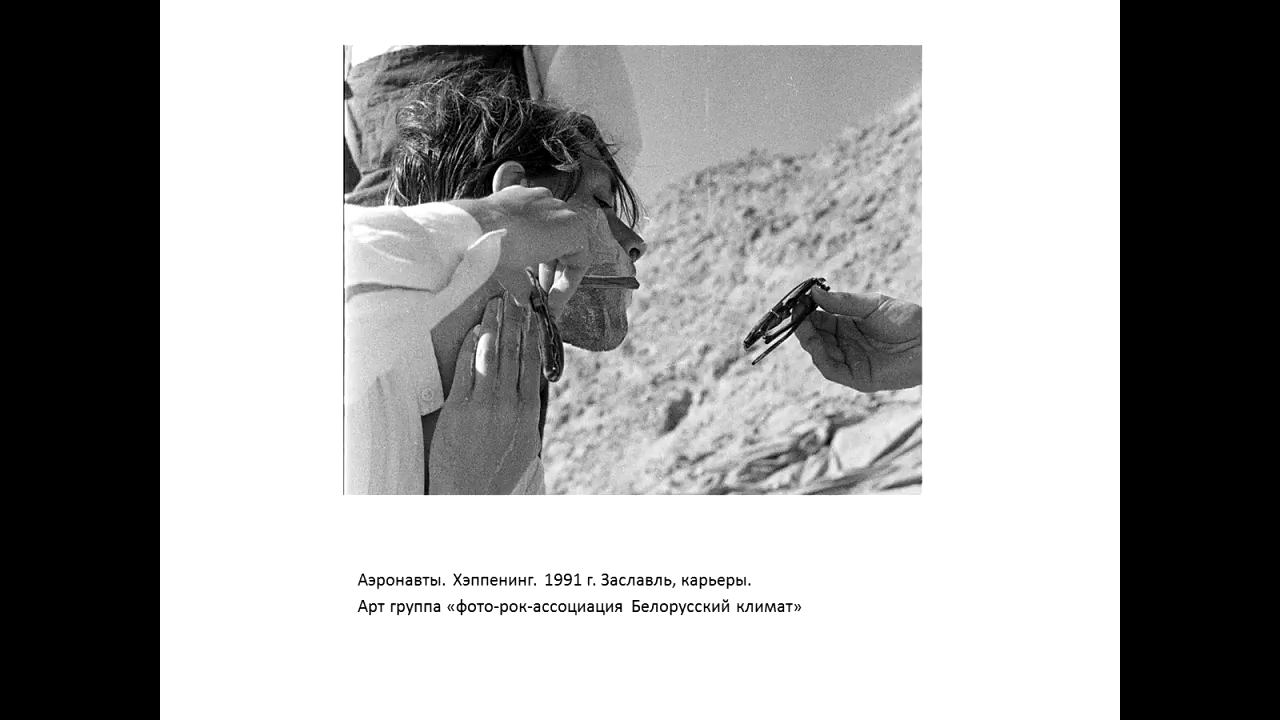 Аэронавты. Хэппенинг. 1991 г. Заславль, карьеры.
Арт группа «фото-рок-ассоциация Белорусский климат»